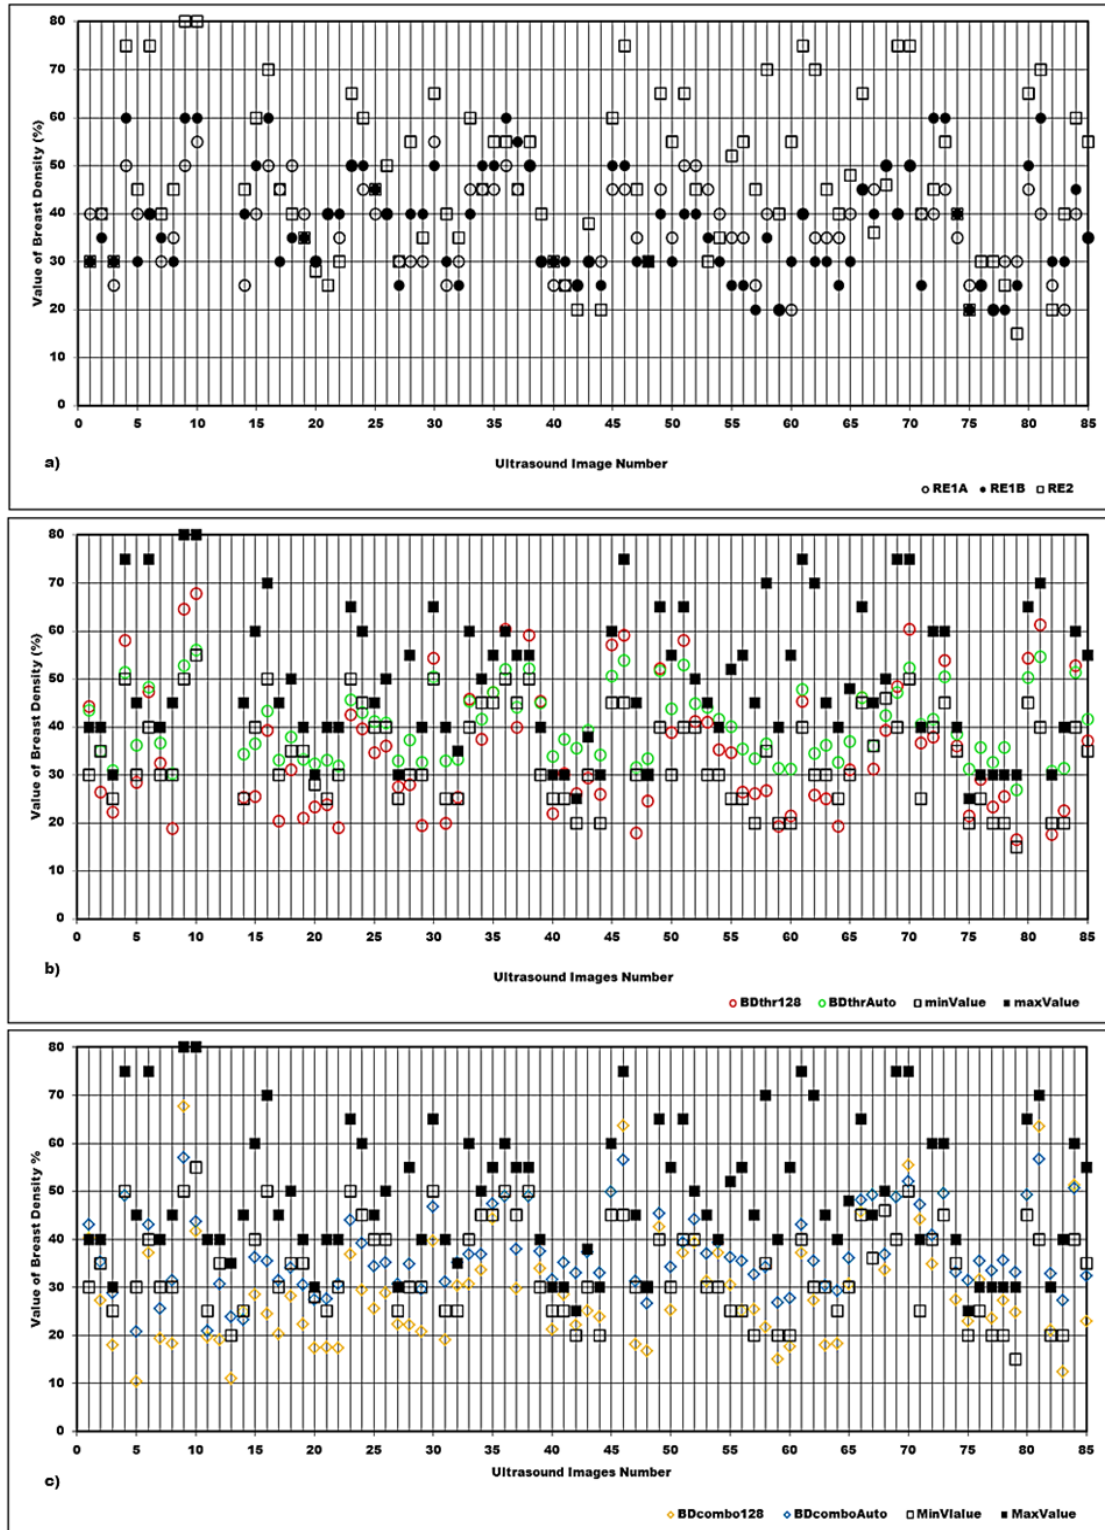 80
70
60
50
40
30
20
10
0
Value of Breast Density (%)
0 5 10 15 20 25 30 35 40 45 50 55 60 65 70 75 80 85
a)
Ultrasound Image Number
RE1A RE1B RE2
80
70
60
50
40
30
20
10
0
Value of Breast Density (%)
0 5 10 15 20 25 30 35 40 45 50 55 60 65 70 75 80 85
b)
Ultrasound Images Number
BDthr128 BDthrAuto minValue maxValue
80
70
60
50
40
30
20
10
0
Value of Breast Density %
0 5 10 15 20 25 30 35 40 45 50 55 60 65 70 75 80 85
Ultrasound Images Number
c)
BDcombo128 BDcomboAuto MinVlalue MaxValue